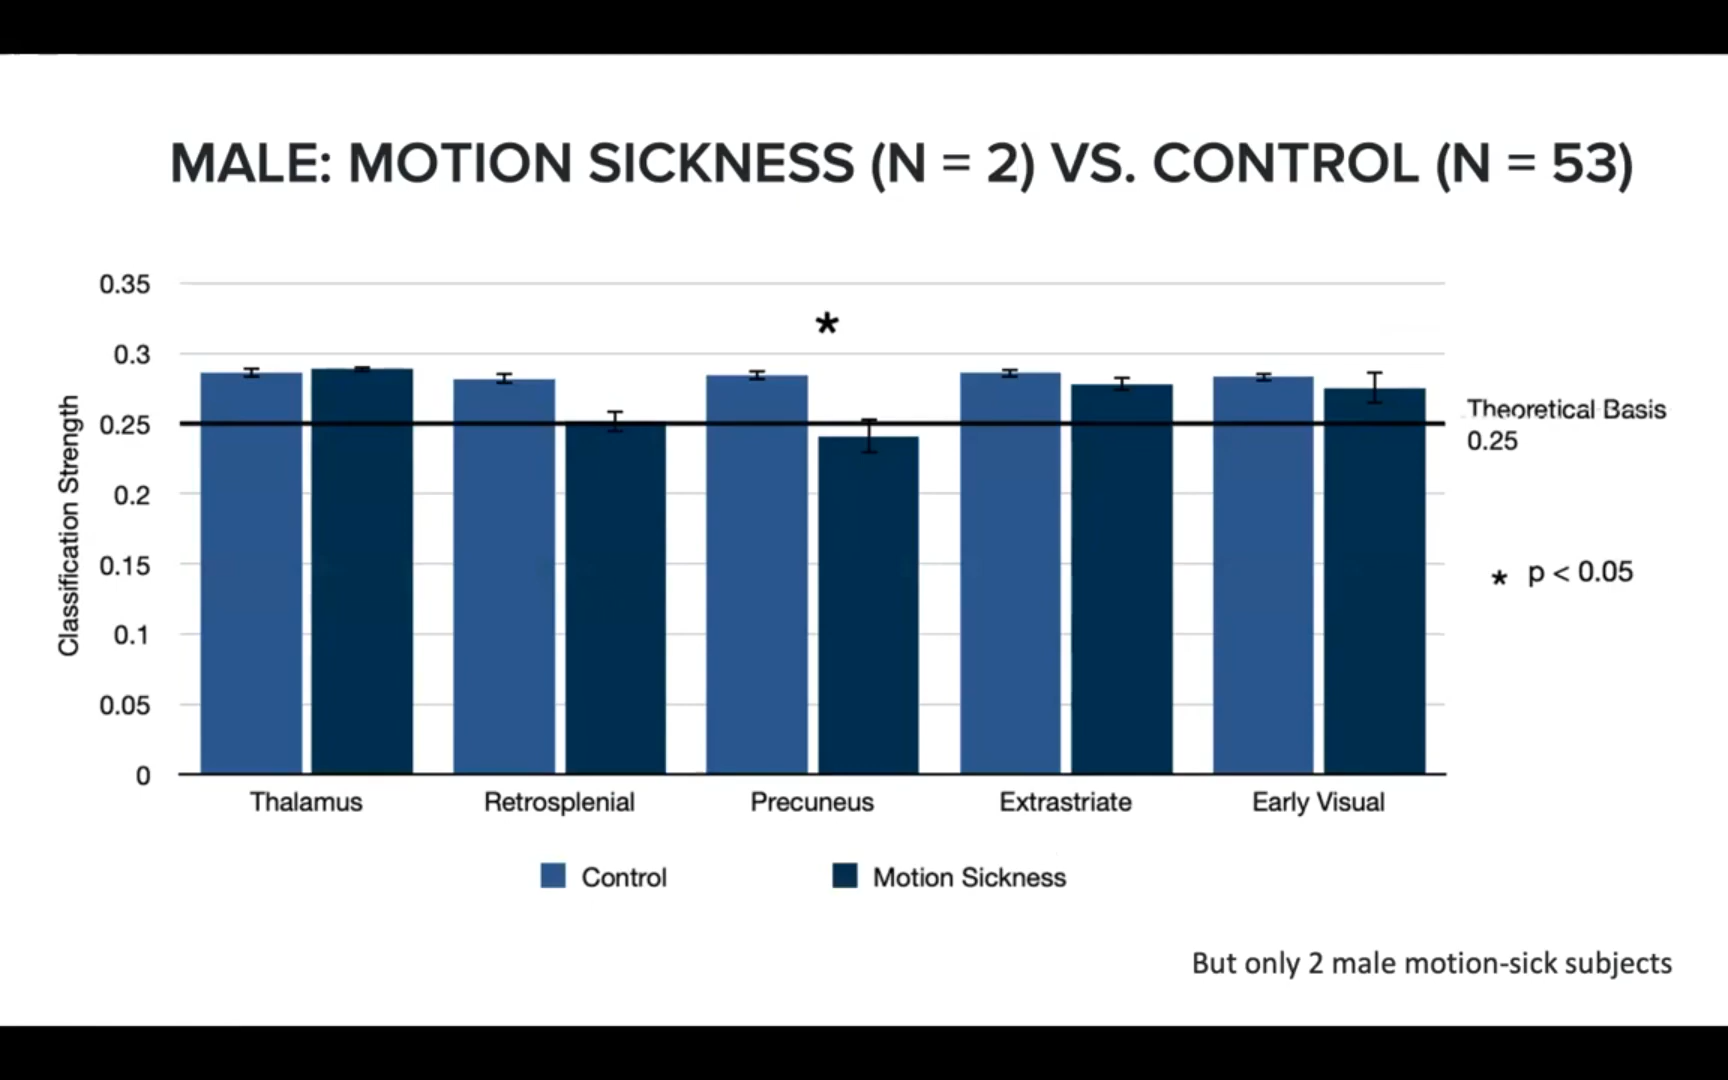 MALE: MOTION SICKNESS (N = 2) VS. CONTROL (N = 53)
0.35
0.3
0.25
0.2
0.15
0.1
0.05
0
Classification Strength
*
Theoretical Basis
0.25
* p < 0.05
Thalamus Retrosplenial Precuneus Extrastriate Early Visual
Control Motion Sickness
But only 2 male motion-sick subjects